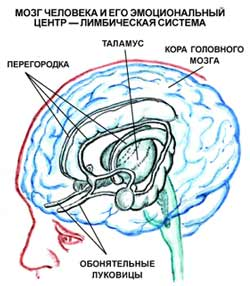 МОЗГ ЧЕЛОВЕКА И ЕГО ЭМОЦИОНАЛЬНЫЙ
ЦЕНТР — ЛИМБИЧЕСКАЯ СИСТЕМА
ТАЛАМУС
ПЕРЕГОРОДКА
КОРА ГОЛОВНОГО
МОЗГА
ОБОНЯТЕЛЬНЫЕ
ЛУКОВИЦЫ